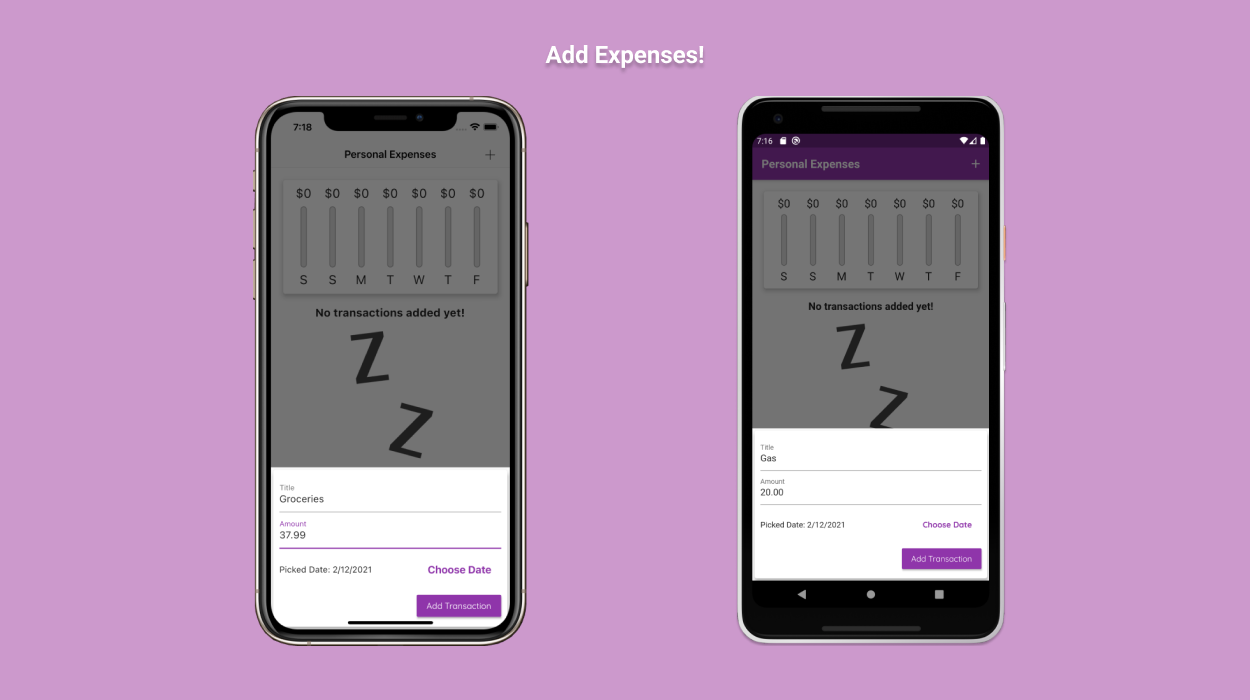 Add Expenses!
7:18
Personal Expenses +
$0 $0 $0 $0 $0 $0 $0
S S M T W T F
No transactions added yet!
Z
Z
Title
Groceries
Amount
37.99
Picked Date: 2/12/2021 Choose Date
Add Transaction
7:16
Personal Expenses +
$0 $0 $0 $0 $0 $0 $0
S S M T W T F
No transactions added yet!
Z
Z
Title
Gas
Amount
20.00
Picked Date: 2/12/2021 Choose Date
Add Transaction